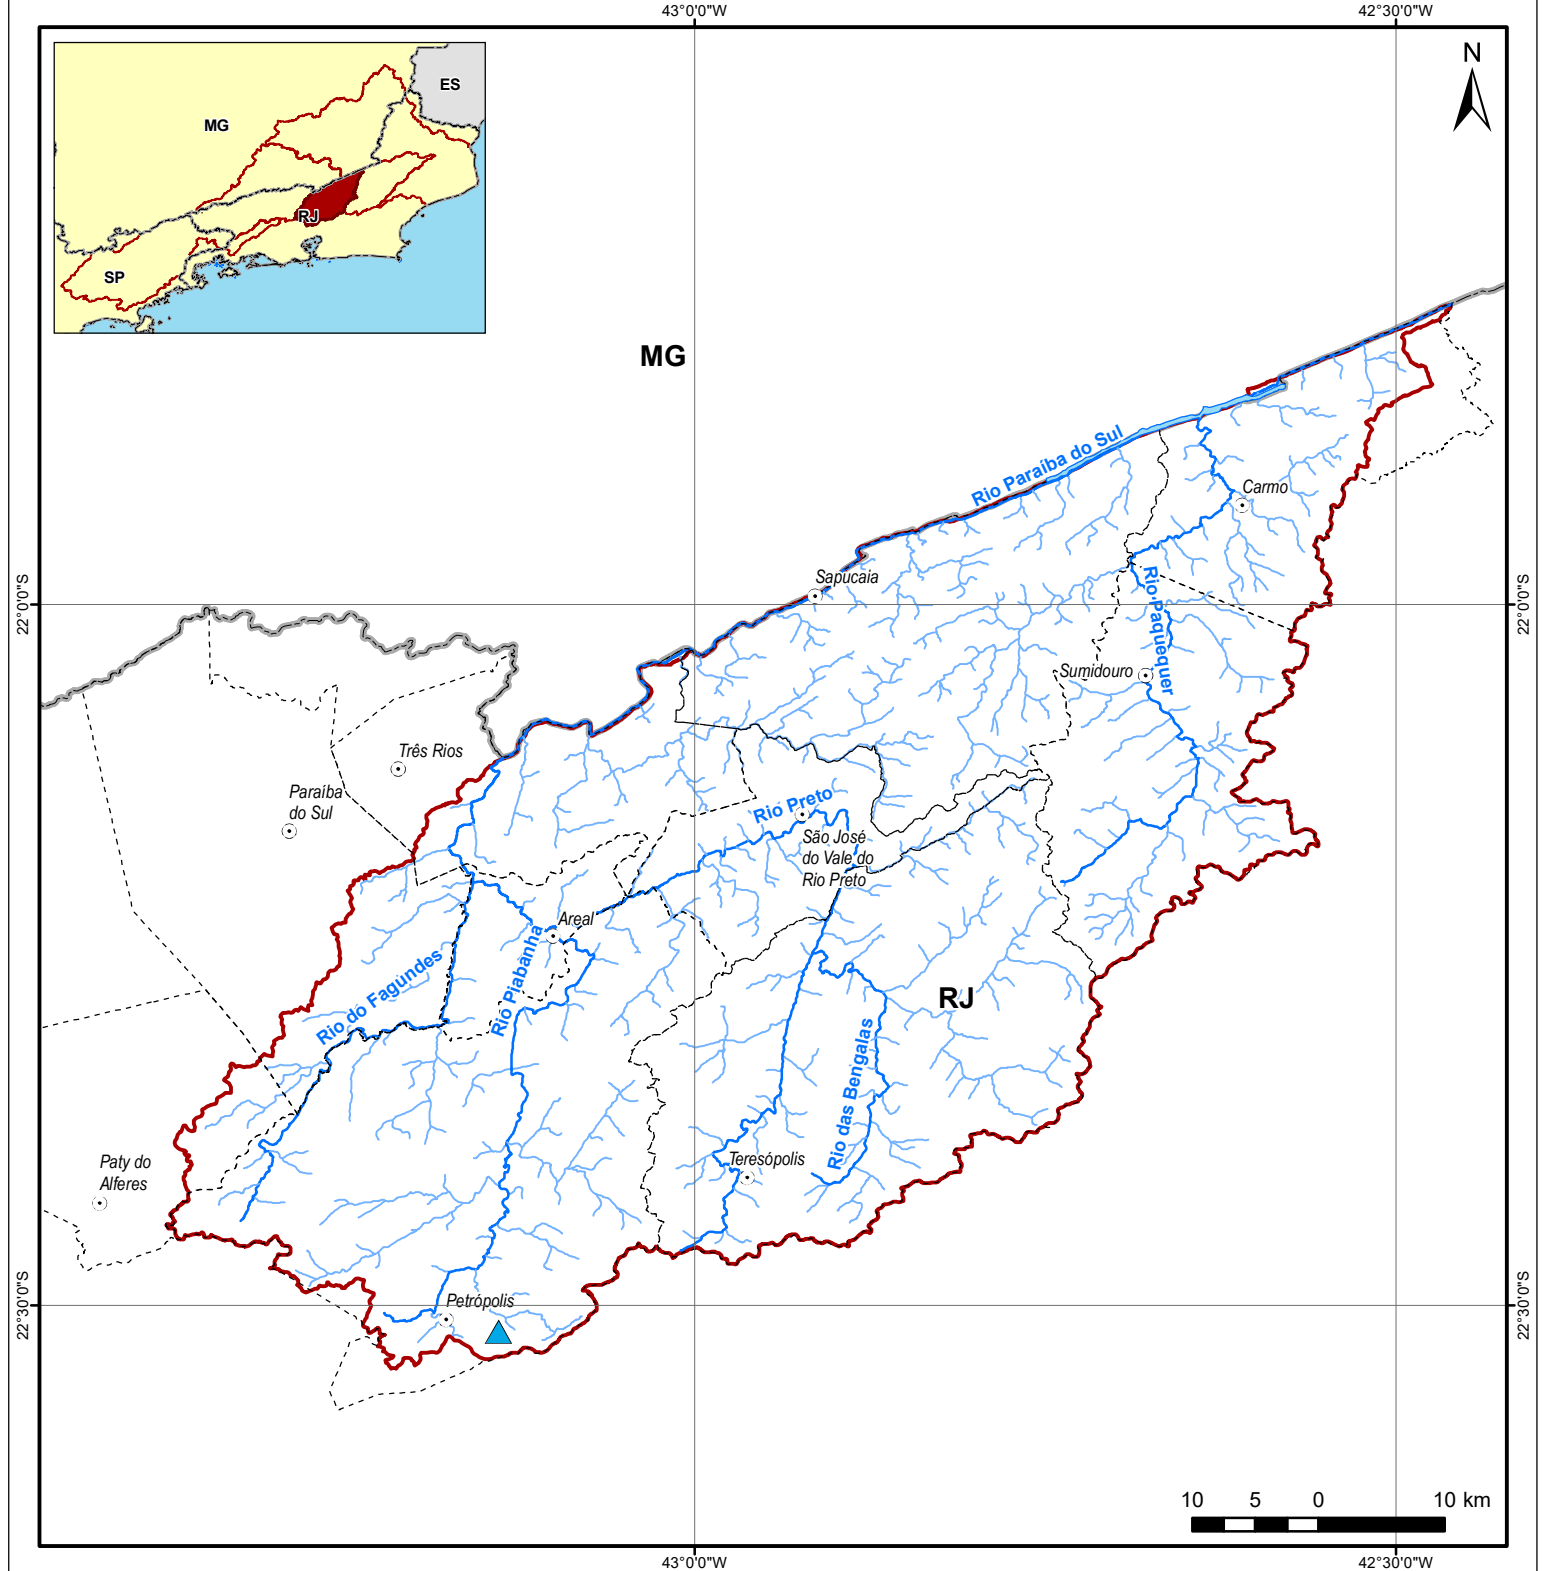 43°0'0"W
42°30'0"W
N
ES
MG
RJ
SP
MG
Rio Paraíba do Sul
Carmo
Sapucaia
22°0'0"S
22°0'0"S
Rio Paquequer
Sumidouro
Três Rios
Paraíba
do Sul
Rio Preto
São José
do Vale do
Rio Preto
Areal
Rio do Fagundes
Rio Piabanha
RJ
Rio das Bengalas
Teresópolis
Paty do
Alferes
Petrópolis
22°30'0"S
22°30'0"S
10 5 0 10 km
43°0'0"W
42°30'0"W